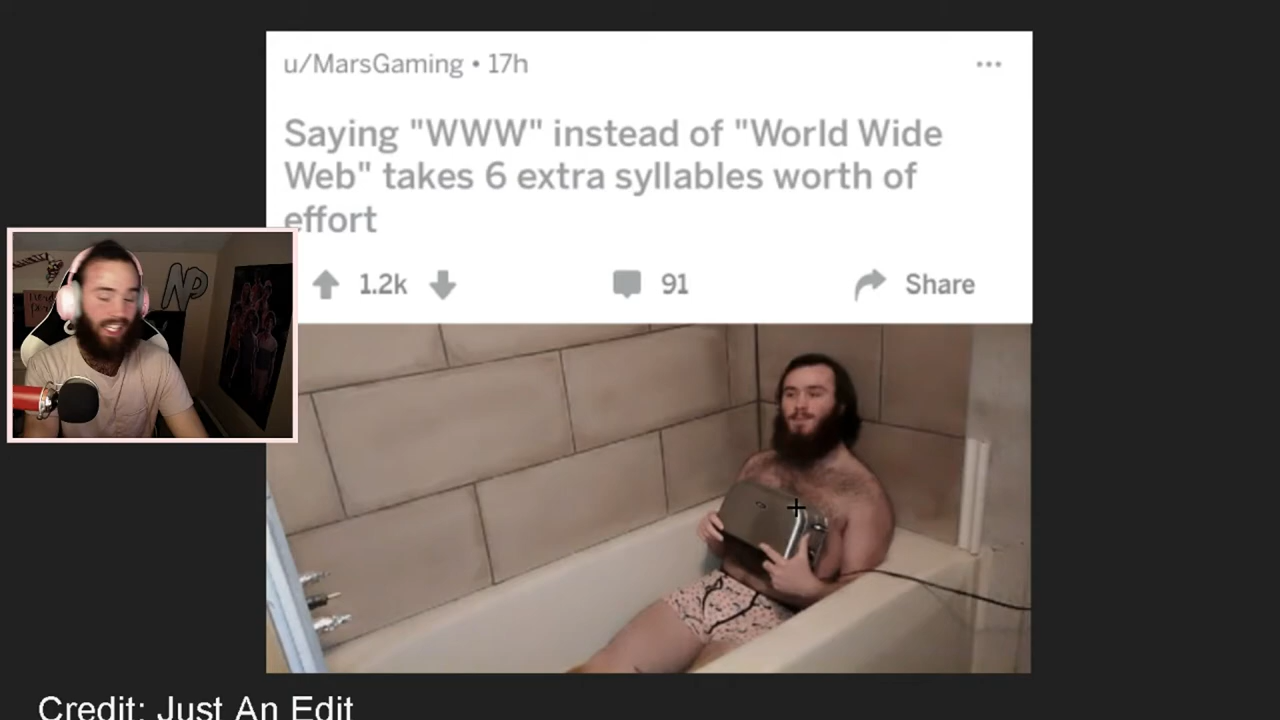 u/MarsGaming • 17h
Saying "WWW" instead of "World Wide
Web" takes 6 extra syllables worth of
effort
1.2k
91
Share
NP
Credit: Just An Edit